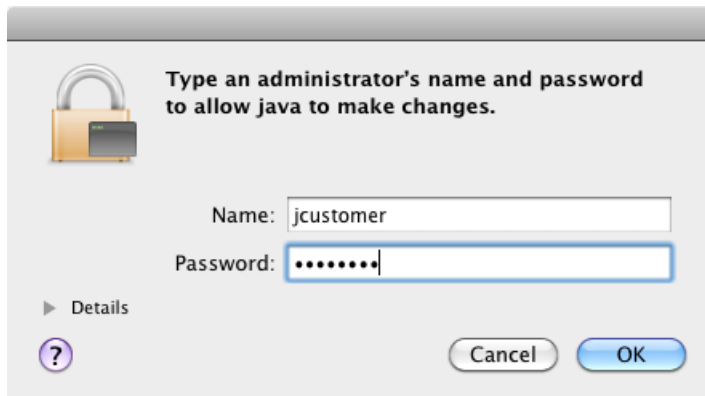 Type an administrator's name and password
to allow java to make changes.
Name: jcustomer
Password: ••••••••
Details
?
Cancel OK